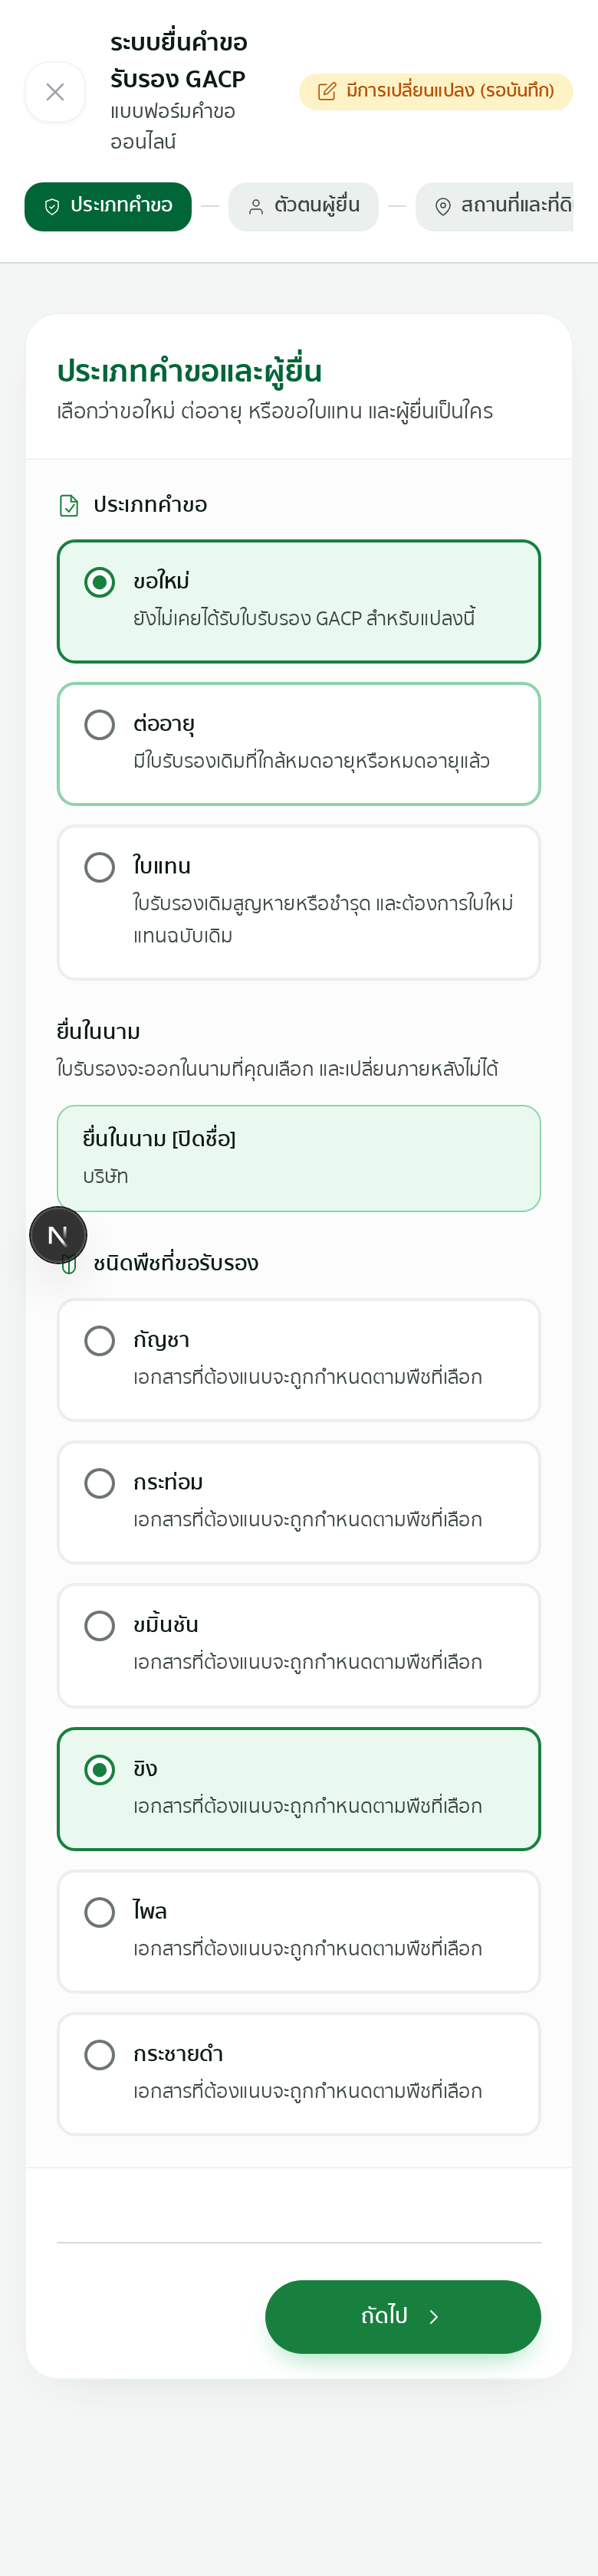 ระบบยื่นคำขอ
รับรอง GACP
แบบฟอร์มคำขอ
ออนไลน์
มีการเปลี่ยนแปลง (รอบันทึก)
ประเภทคำขอ
ตัวตนผู้ยื่น
สถานที่และที่ดิ
ประเภทคำขอและผู้ยื่น
เลือกว่าขอใหม่ ต่ออายุ หรือขอใบแทน และผู้ยื่นเป็นใคร
ประเภทคำขอ
ขอใหม่
ยังไม่เคยได้รับใบรับรอง GACP สำหรับแปลงนี้
ต่ออายุ
มีใบรับรองเดิมที่ใกล้หมดอายุหรือหมดอายุแล้ว
ใบแทน
ใบรับรองเดิมสูญหายหรือชำรุด และต้องการใบใหม่
แทนฉบับเดิม
ยื่นในนาม
ใบรับรองจะออกในนามที่คุณเลือก และเปลี่ยนภายหลังไม่ได้
ยื่นในนาม [ปิดชื่อ]
บริษัท
N
ชนิดพืชที่ขอรับรอง
กัญชา
เอกสารที่ต้องแนบจะถูกกำหนดตามพืชที่เลือก
กระท่อม
เอกสารที่ต้องแนบจะถูกกำหนดตามพืชที่เลือก
ขมิ้นชัน
เอกสารที่ต้องแนบจะถูกกำหนดตามพืชที่เลือก
ขิง
เอกสารที่ต้องแนบจะถูกกำหนดตามพืชที่เลือก
ไพล
เอกสารที่ต้องแนบจะถูกกำหนดตามพืชที่เลือก
กระชายดำ
เอกสารที่ต้องแนบจะถูกกำหนดตามพืชที่เลือก
ถัดไป